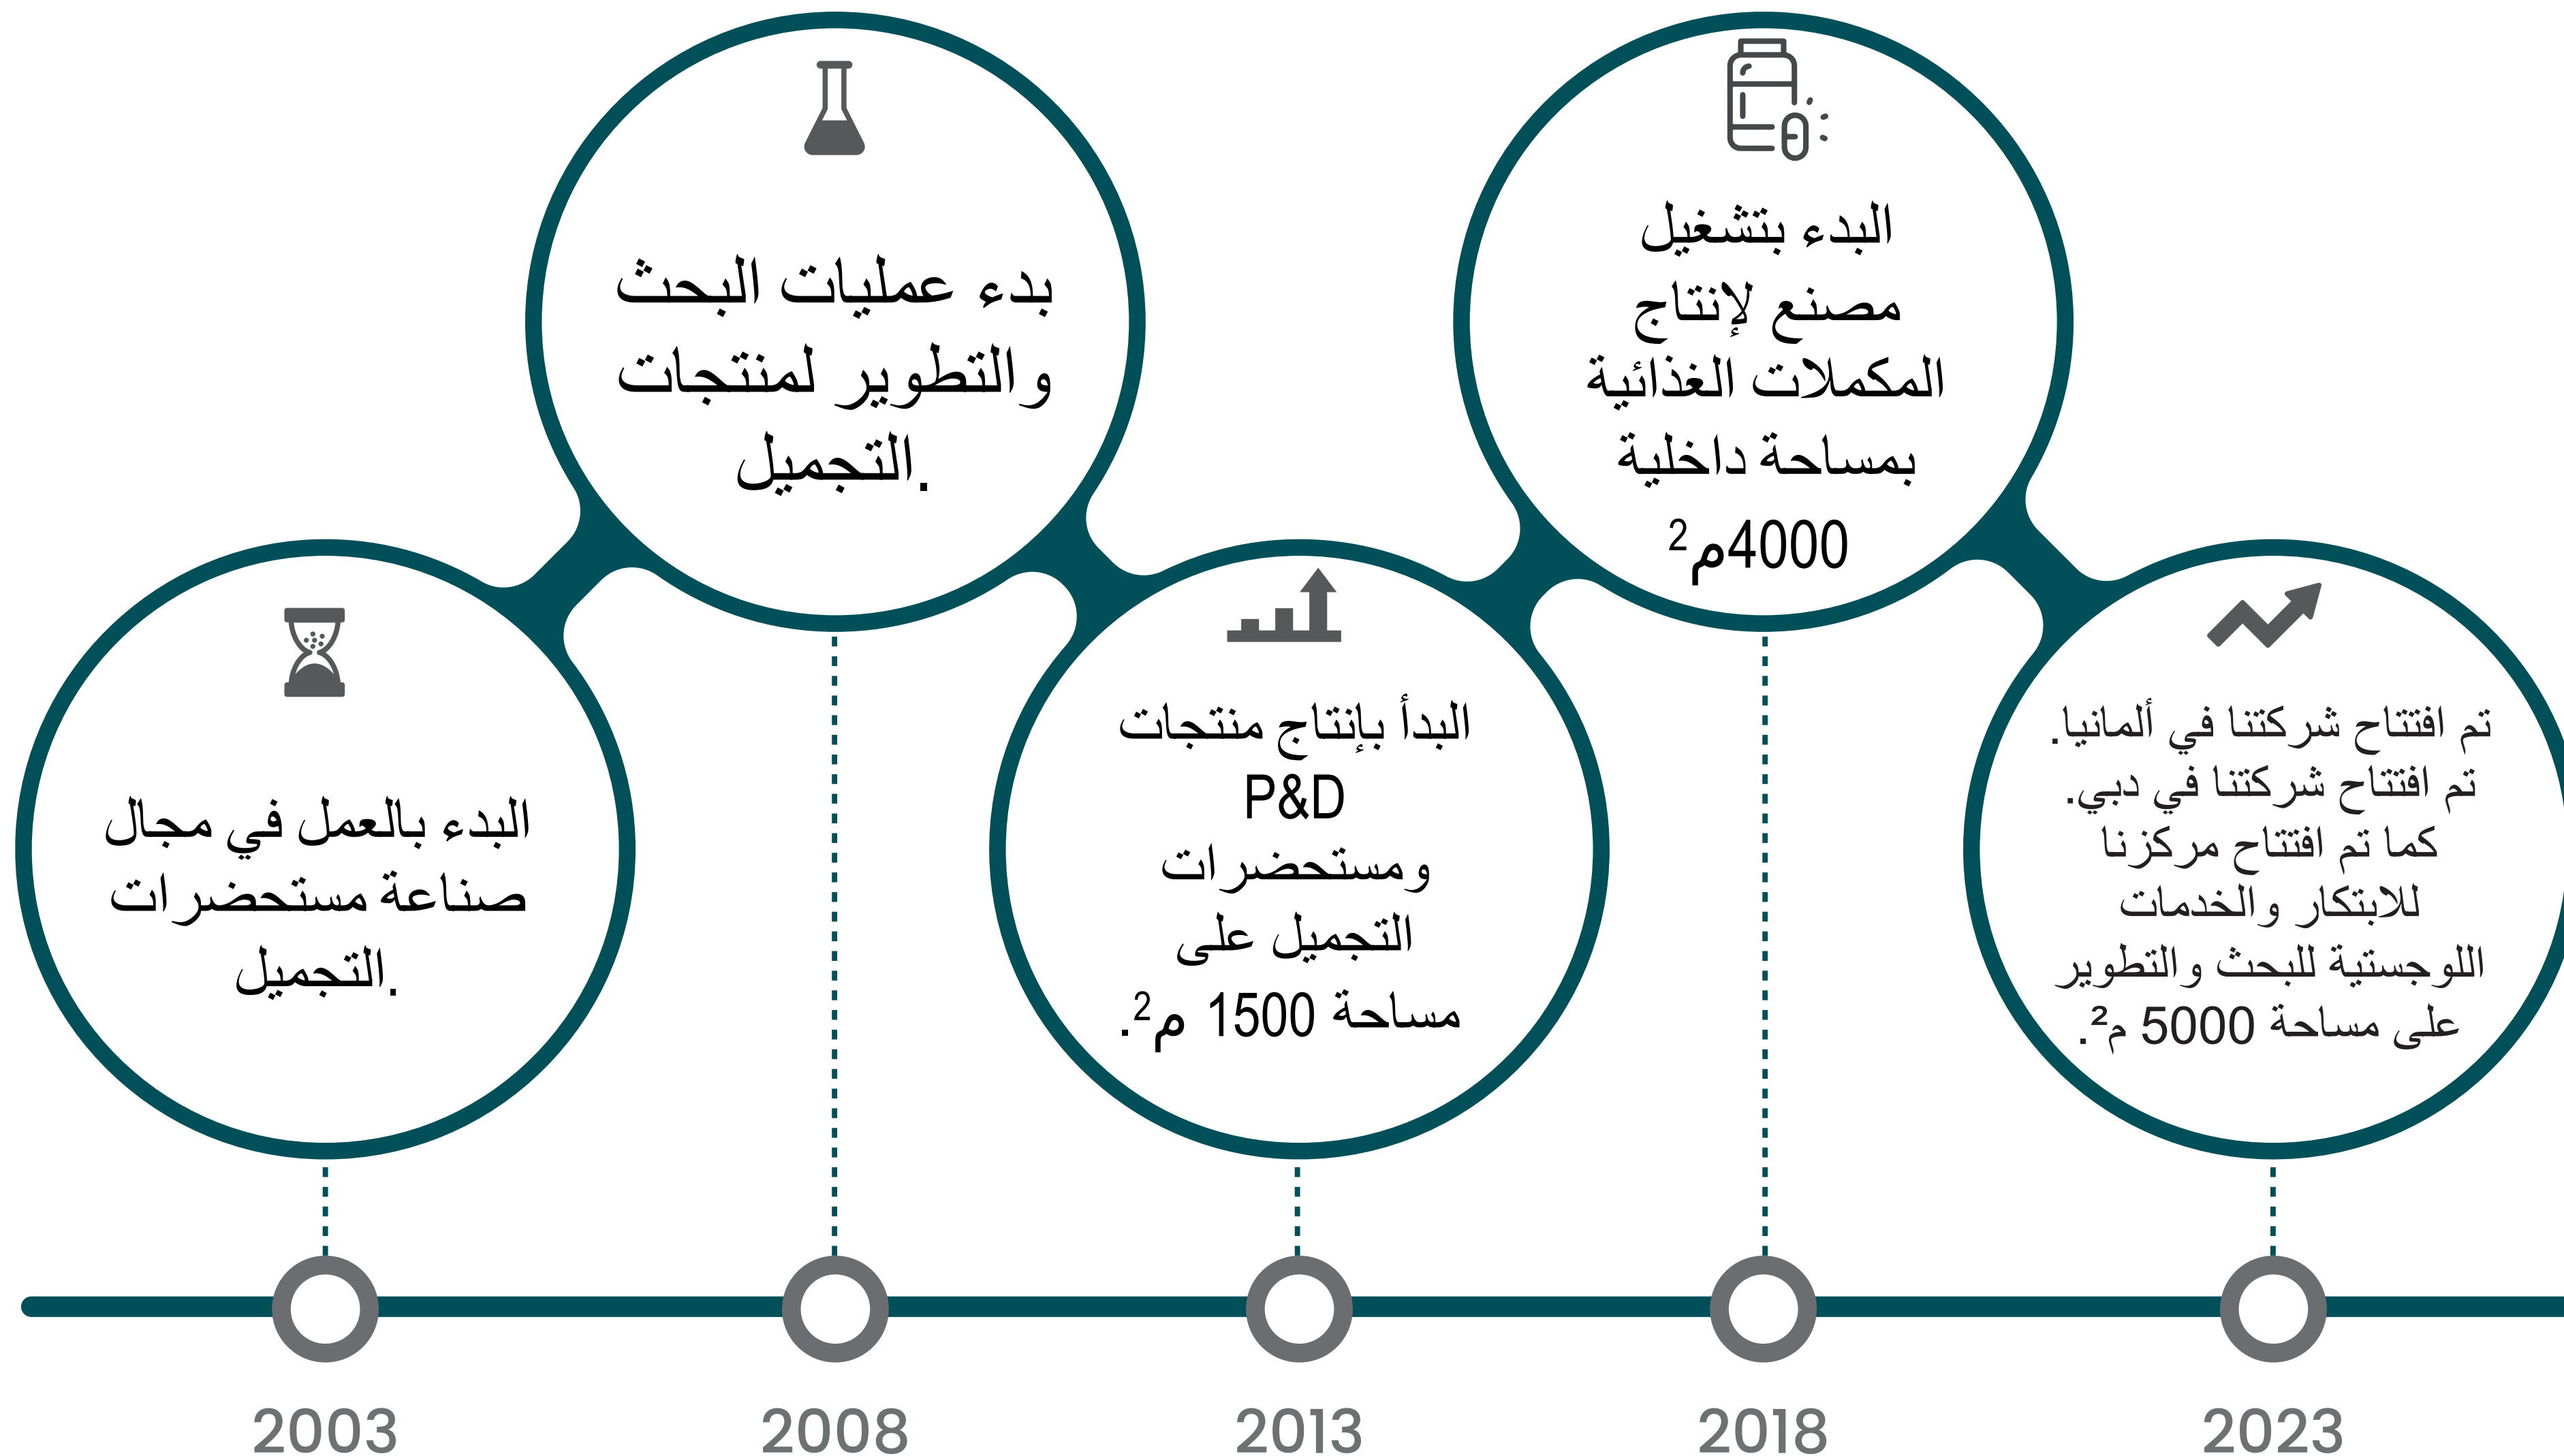 البدء بالعمل في مجال
صناعة مستحضرات
.التجميل
بدء عمليات البحث
والتطوير لمنتجات
.التجميل
البدأ بإنتاج منتجات
P&D
ومستحضرات
التجميل على
مساحة 1500 م².
البدء بتشغيل
مصنع لإنتاج
المكملات الغذائية
بمساحة داخلية
4000م²
تم افتتاح شركتنا في ألمانيا.
تم افتتاح شركتنا في دبي.
كما تم افتتاح مركزنا
للابتكار والخدمات
اللوجستية للبحث والتطوير
على مساحة 5000 م².
2003
2008
2013
2018
2023